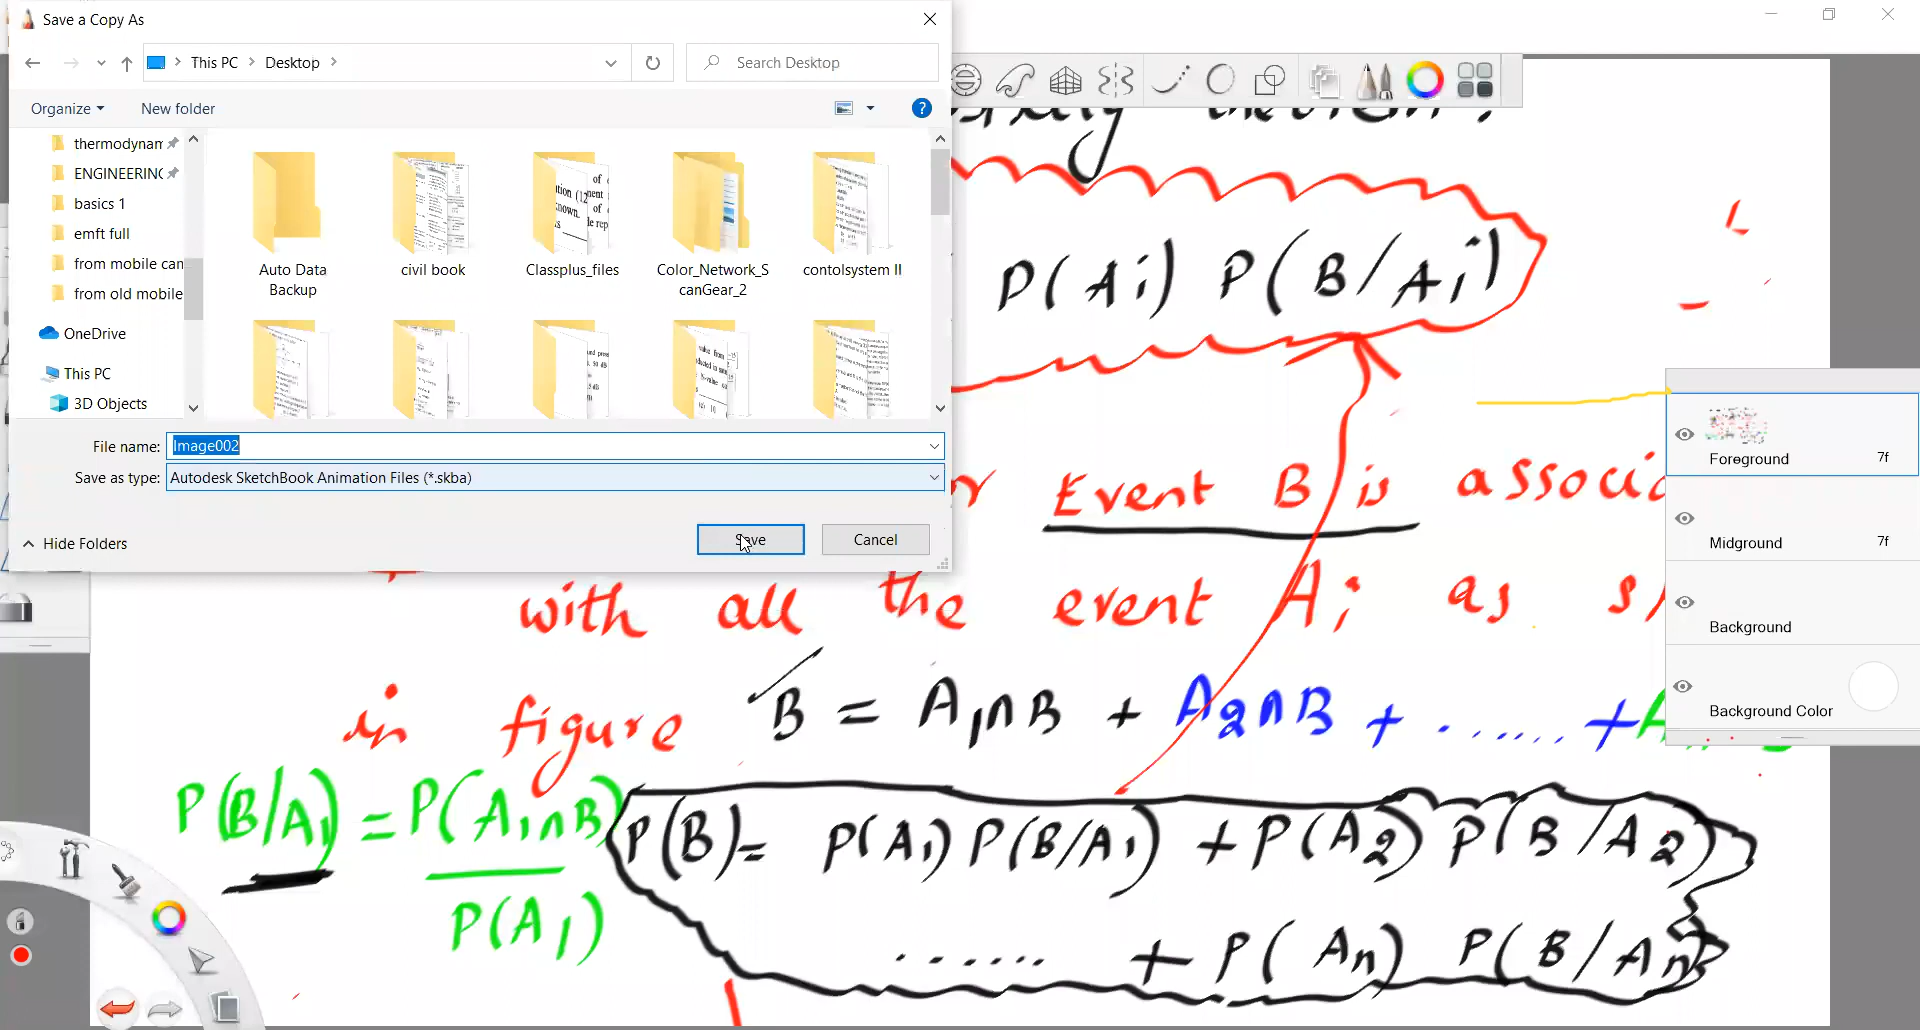 Save a Copy As
This PC > Desktop >
Search Desktop
Organize
New folder
thermodynam
ENGINEERING
basics 1
emft full
from mobile can
from old mobile
OneDrive
This PC
3D Objects
Auto Data Backup
civil book
Classplus_files
Color_Network_ScanGear_2
contolsystem II
File name: Image002
Save as type: Autodesk SketchBook Animation Files (*.skba)
Hide Folders
Save
Cancel
theorem :
P(Ai) P(B/Ai)
Event B is associ
with all the event Ai as
in figure B = A1∩B + A2∩B + ...... +A
P(B/A1) = P(A1∩B)
P(A1)
P(B)= P(A1) P(B/A1) + P(A2) P(B/A2)
...... + P(An) P(B/An)
Foreground 7f
Midground 7f
Background
Background Color